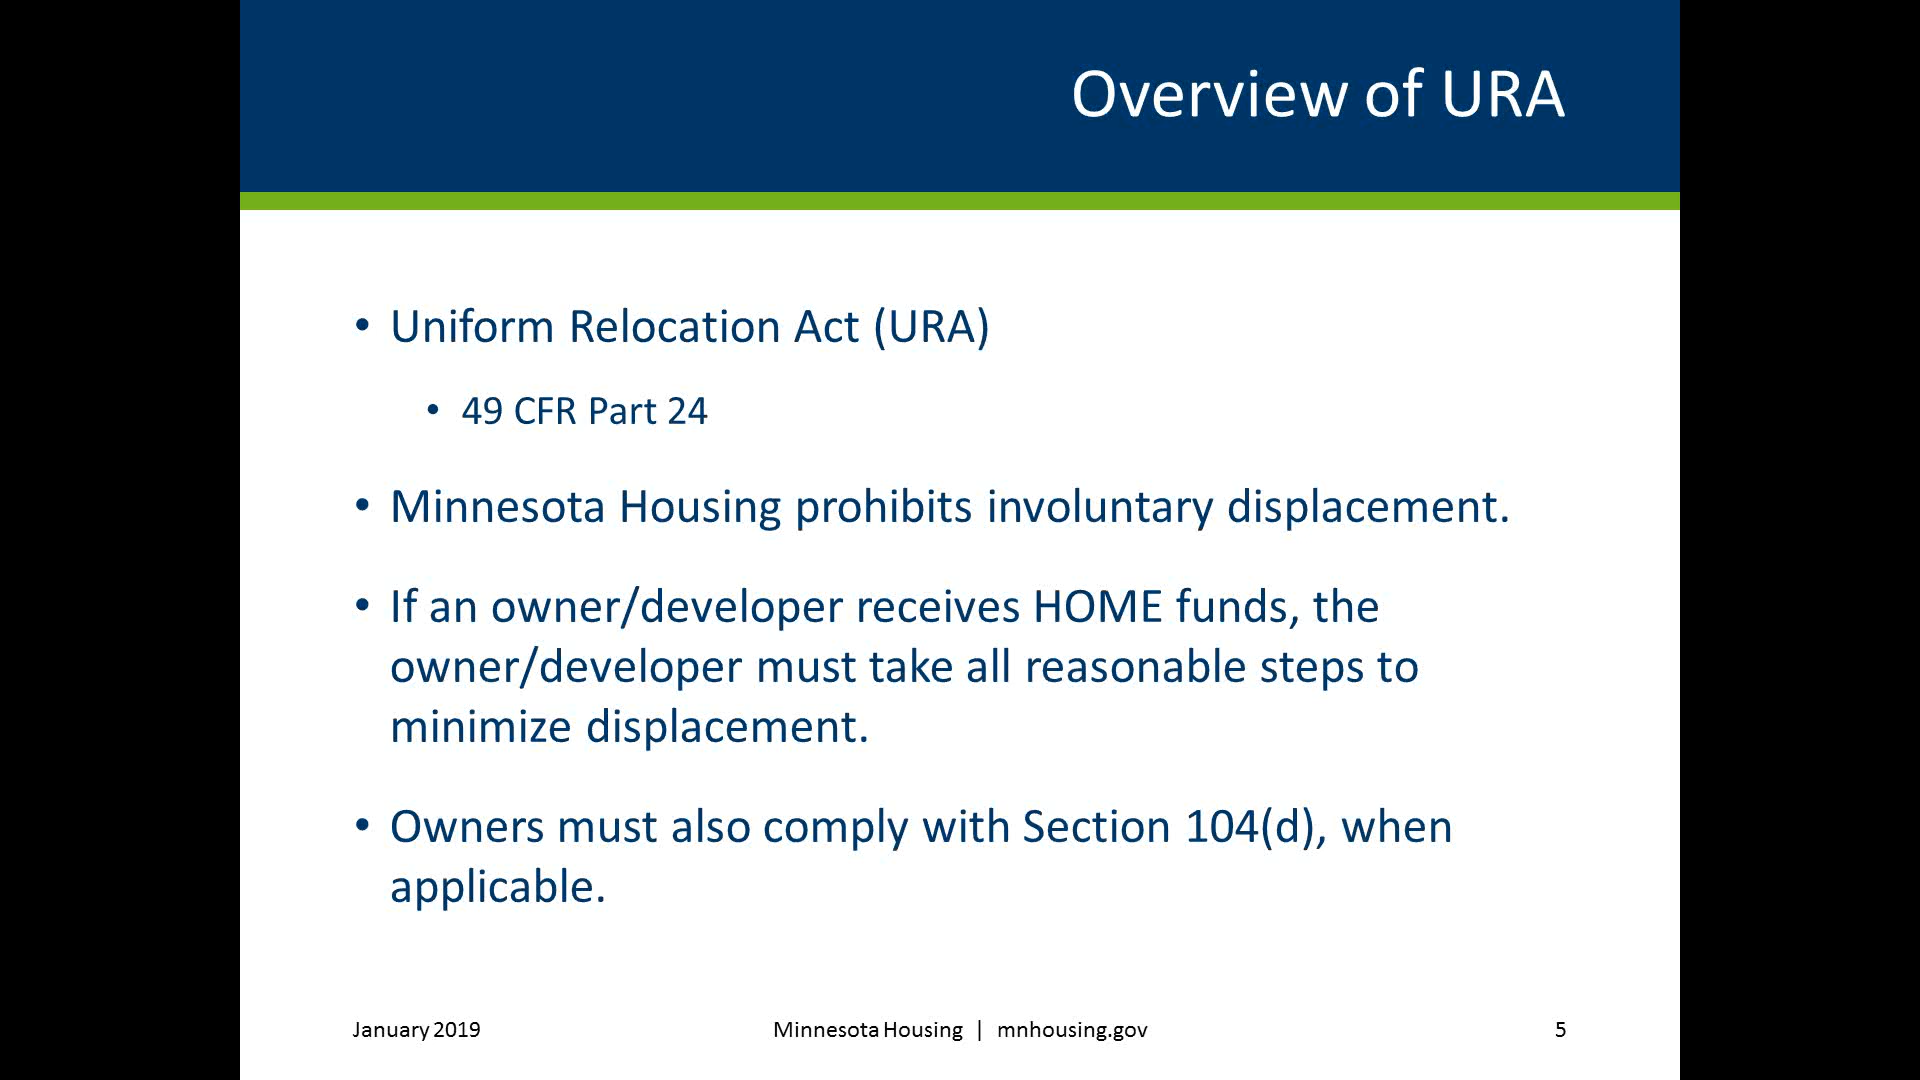 Overview of URA
• Uniform Relocation Act (URA)
• 49 CFR Part 24
• Minnesota Housing prohibits involuntary displacement.
• If an owner/developer receives HOME funds, the
owner/developer must take all reasonable steps to
minimize displacement.
• Owners must also comply with Section 104(d), when
applicable.
January 2019 Minnesota Housing | mnhousing.gov 5